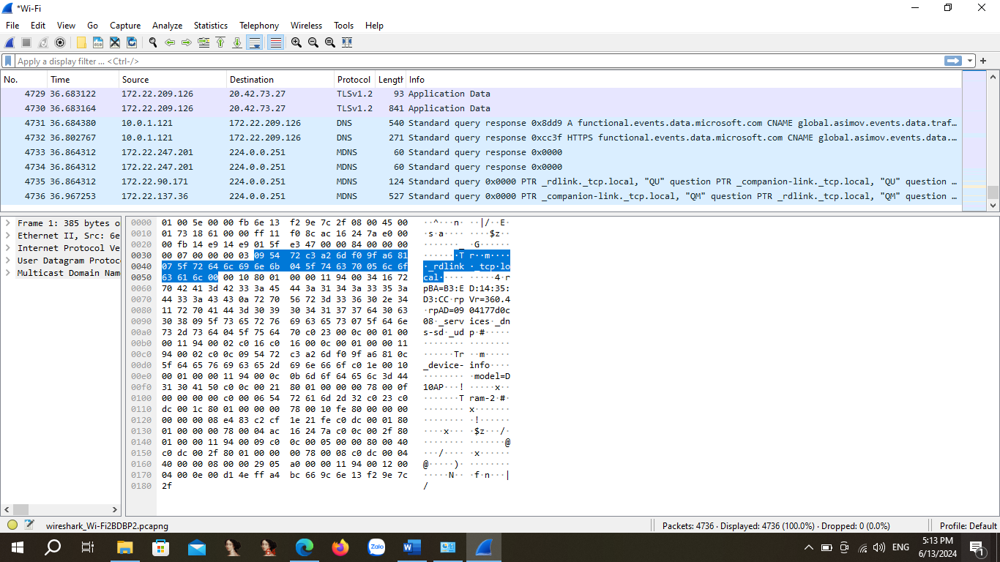 *Wi-Fi
File Edit View Go Capture Analyze Statistics Telephony Wireless Tools Help
Apply a display filter ... <Ctrl-/>
No. Time Source Destination Protocol Length Info
4729 36.683122 172.22.209.126 20.42.73.27 TLSv1.2 93 Application Data
4730 36.683164 172.22.209.126 20.42.73.27 TLSv1.2 841 Application Data
4731 36.684380 10.0.1.121 172.22.209.126 DNS 540 Standard query response 0x8dd9 A functional.events.data.microsoft.com CNAME global.asimov.events.data.traf…
4732 36.802767 10.0.1.121 172.22.209.126 DNS 271 Standard query response 0xcc3f HTTPS functional.events.data.microsoft.com CNAME global.asimov.events.data.…
4733 36.864312 172.22.247.201 224.0.0.251 MDNS 60 Standard query response 0x0000
4734 36.864312 172.22.247.201 224.0.0.251 MDNS 60 Standard query response 0x0000
4735 36.864312 172.22.90.171 224.0.0.251 MDNS 124 Standard query 0x0000 PTR _rdlink._tcp.local, "QU" question PTR _companion-link._tcp.local, "QU" question …
4736 36.967253 172.22.137.36 224.0.0.251 MDNS 527 Standard query 0x0000 PTR _companion-link._tcp.local, "QM" question PTR _rdlink._tcp.local, "QM" question …
Frame 1: 385 bytes o
Ethernet II, Src: 6e
Internet Protocol Ve
User Datagram Protoc
Multicast Domain Nam
0000 01 00 5e 00 00 fb 6e 13 f2 9e 7c 2f 08 00 45 00 ··^···n· ··|/··E·
0010 01 73 18 61 00 00 ff 11 f0 8c ac 16 24 7a e0 00 ·s·a···· ····$z··
0020 00 fb 14 e9 14 e9 01 5f e3 47 00 00 84 00 00 00 ·······_ ·G······
0030 00 07 00 00 00 03 09 54 72 c3 a2 6d f0 9f a6 81 ·······T r··m····
0040 07 5f 72 64 6c 69 6e 6b 04 5f 74 63 70 05 6c 6f ·_rdlink ·_tcp·lo
0050 63 61 6c 00 00 10 80 01 00 00 11 94 00 34 16 72 cal····· ·····4·r
0060 70 42 41 3d 42 33 3a 45 44 3a 31 34 3a 33 35 3a pBA=B3:E D:14:35:
0070 44 33 3a 43 43 0a 72 70 56 72 3d 33 36 30 2e 34 D3:CC·rp Vr=360.4
0080 11 72 70 41 44 3d 30 39 30 34 31 37 37 64 30 63 ·rpAD=09 04177d0c
0090 30 38 09 5f 73 65 72 76 69 63 65 73 07 5f 64 6e 08·_serv ices·_dn
00a0 73 2d 73 64 04 5f 75 64 70 c0 23 00 0c 00 01 00 s-sd·_ud p·#·····
00b0 00 11 94 00 02 c0 16 c0 16 00 0c 00 01 00 00 11 ········ ········
00c0 94 00 02 c0 0c 09 54 72 c3 a2 6d f0 9f a6 81 0c ······Tr ··m·····
00d0 5f 64 65 76 69 63 65 2d 69 6e 66 6f c0 1e 00 10 _device- info····
00e0 00 01 00 00 11 94 00 0c 0b 6d 6f 64 65 6c 3d 44 ········ ·model=D
00f0 31 30 41 50 c0 0c 00 21 80 01 00 00 00 78 00 0f 10AP···! ·····x··
0100 00 00 00 00 c0 00 06 54 72 61 6d 2d 32 c0 23 c0 ·······T ram-2·#·
0110 dc 00 1c 80 01 00 00 00 78 00 10 fe 80 00 00 00 ········ x·······
0120 00 00 00 08 e4 83 c2 cf 1e 21 fe c0 dc 00 01 80 ········ ·!······
0130 01 00 00 00 78 00 04 ac 16 24 7a c0 0c 00 2f 80 ····x··· ·$z···/·
0140 01 00 00 11 94 00 09 c0 0c 00 05 00 00 80 00 40 ········ ·······@
0150 c0 dc 00 2f 80 01 00 00 00 78 00 08 c0 dc 00 04 ···/···· ·x······
0160 40 00 00 08 00 00 29 05 a0 00 00 11 94 00 12 00 @·····)· ········
0170 04 00 0e 00 d1 4e ff a4 bc 66 9c 6e 13 f2 9e 7c ·····N·· ·f·n···|
0180 2f /
wireshark_Wi-Fi2BDBP2.pcapng Packets: 4736 · Displayed: 4736 (100.0%) · Dropped: 0 (0.0%) Profile: Default
Zalo ENG 5:13 PM
6/13/2024 1